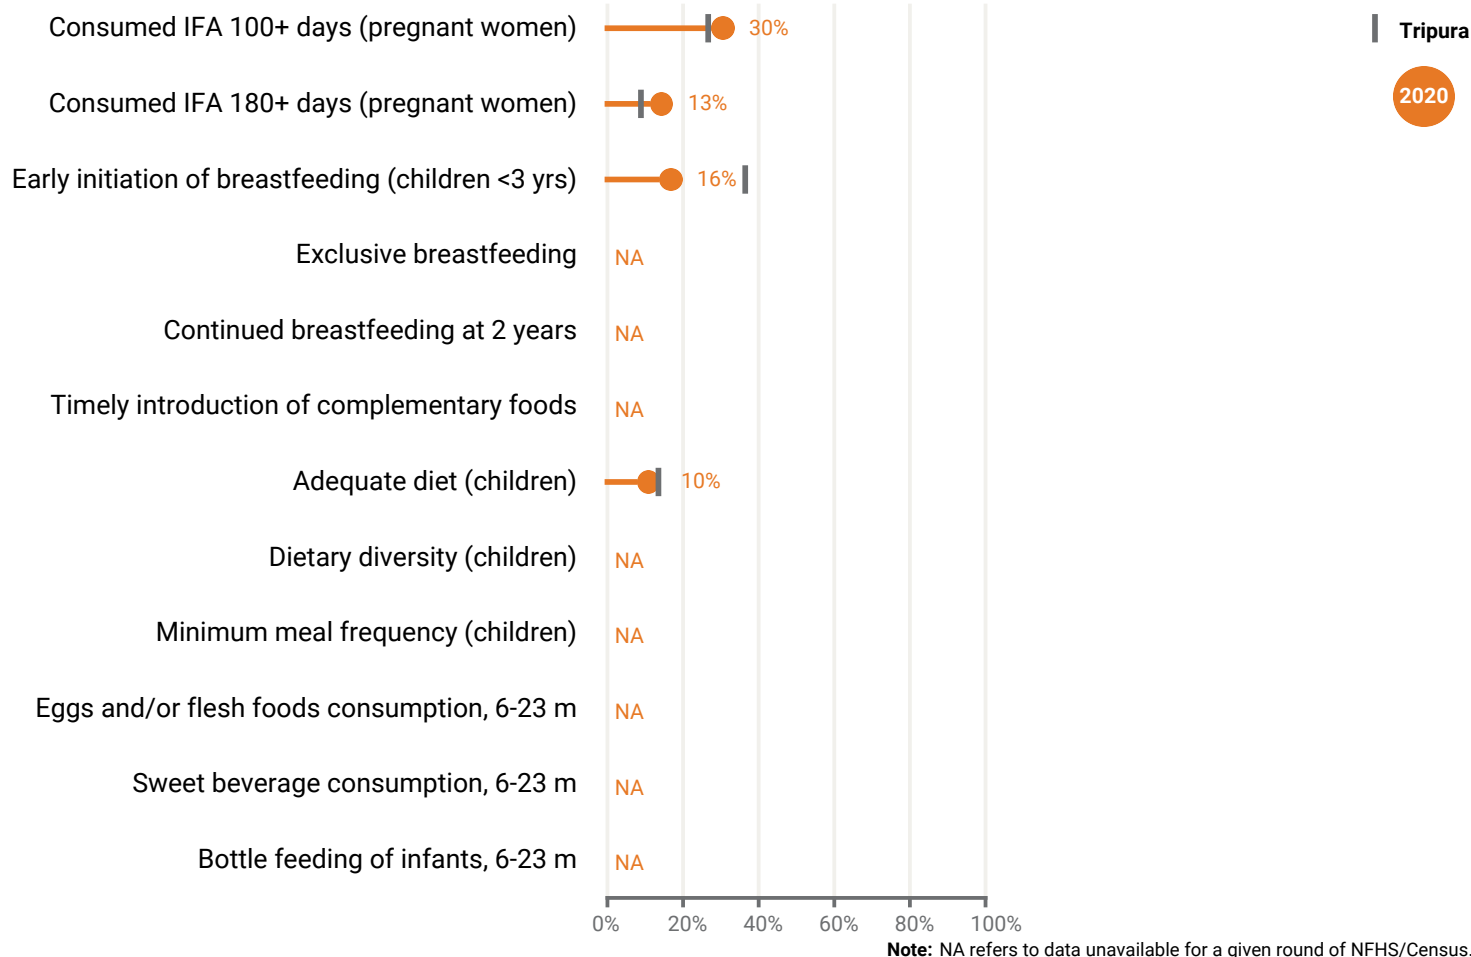 Consumed IFA 100+ days (pregnant women) 30%
Tripura
Consumed IFA 180+ days (pregnant women) 13%
2020
Early initiation of breastfeeding (children <3 yrs) 16%
Exclusive breastfeeding NA
Continued breastfeeding at 2 years NA
Timely introduction of complementary foods NA
Adequate diet (children) 10%
Dietary diversity (children) NA
Minimum meal frequency (children) NA
Eggs and/or flesh foods consumption, 6-23 m NA
Sweet beverage consumption, 6-23 m NA
Bottle feeding of infants, 6-23 m NA
0% 20% 40% 60% 80% 100%
Note: NA refers to data unavailable for a given round of NFHS/Census.